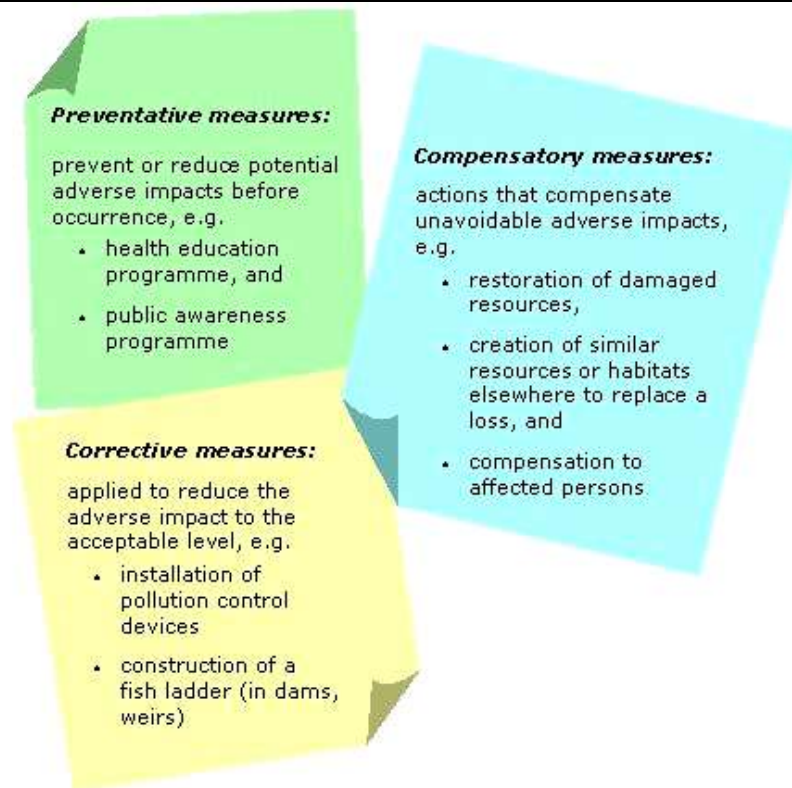 Preventative measures:
prevent or reduce potential
adverse impacts before
occurrence, e.g.
• health education
programme, and
• public awareness
programme
Compensatory measures:
actions that compensate
unavoidable adverse impacts,
e.g.
• restoration of damaged
resources,
• creation of similar
resources or habitats
elsewhere to replace a
loss, and
• compensation to
affected persons
Corrective measures:
applied to reduce the
adverse impact to the
acceptable level, e.g.
• installation of
pollution control
devices
• construction of a
fish ladder (in dams,
weirs)